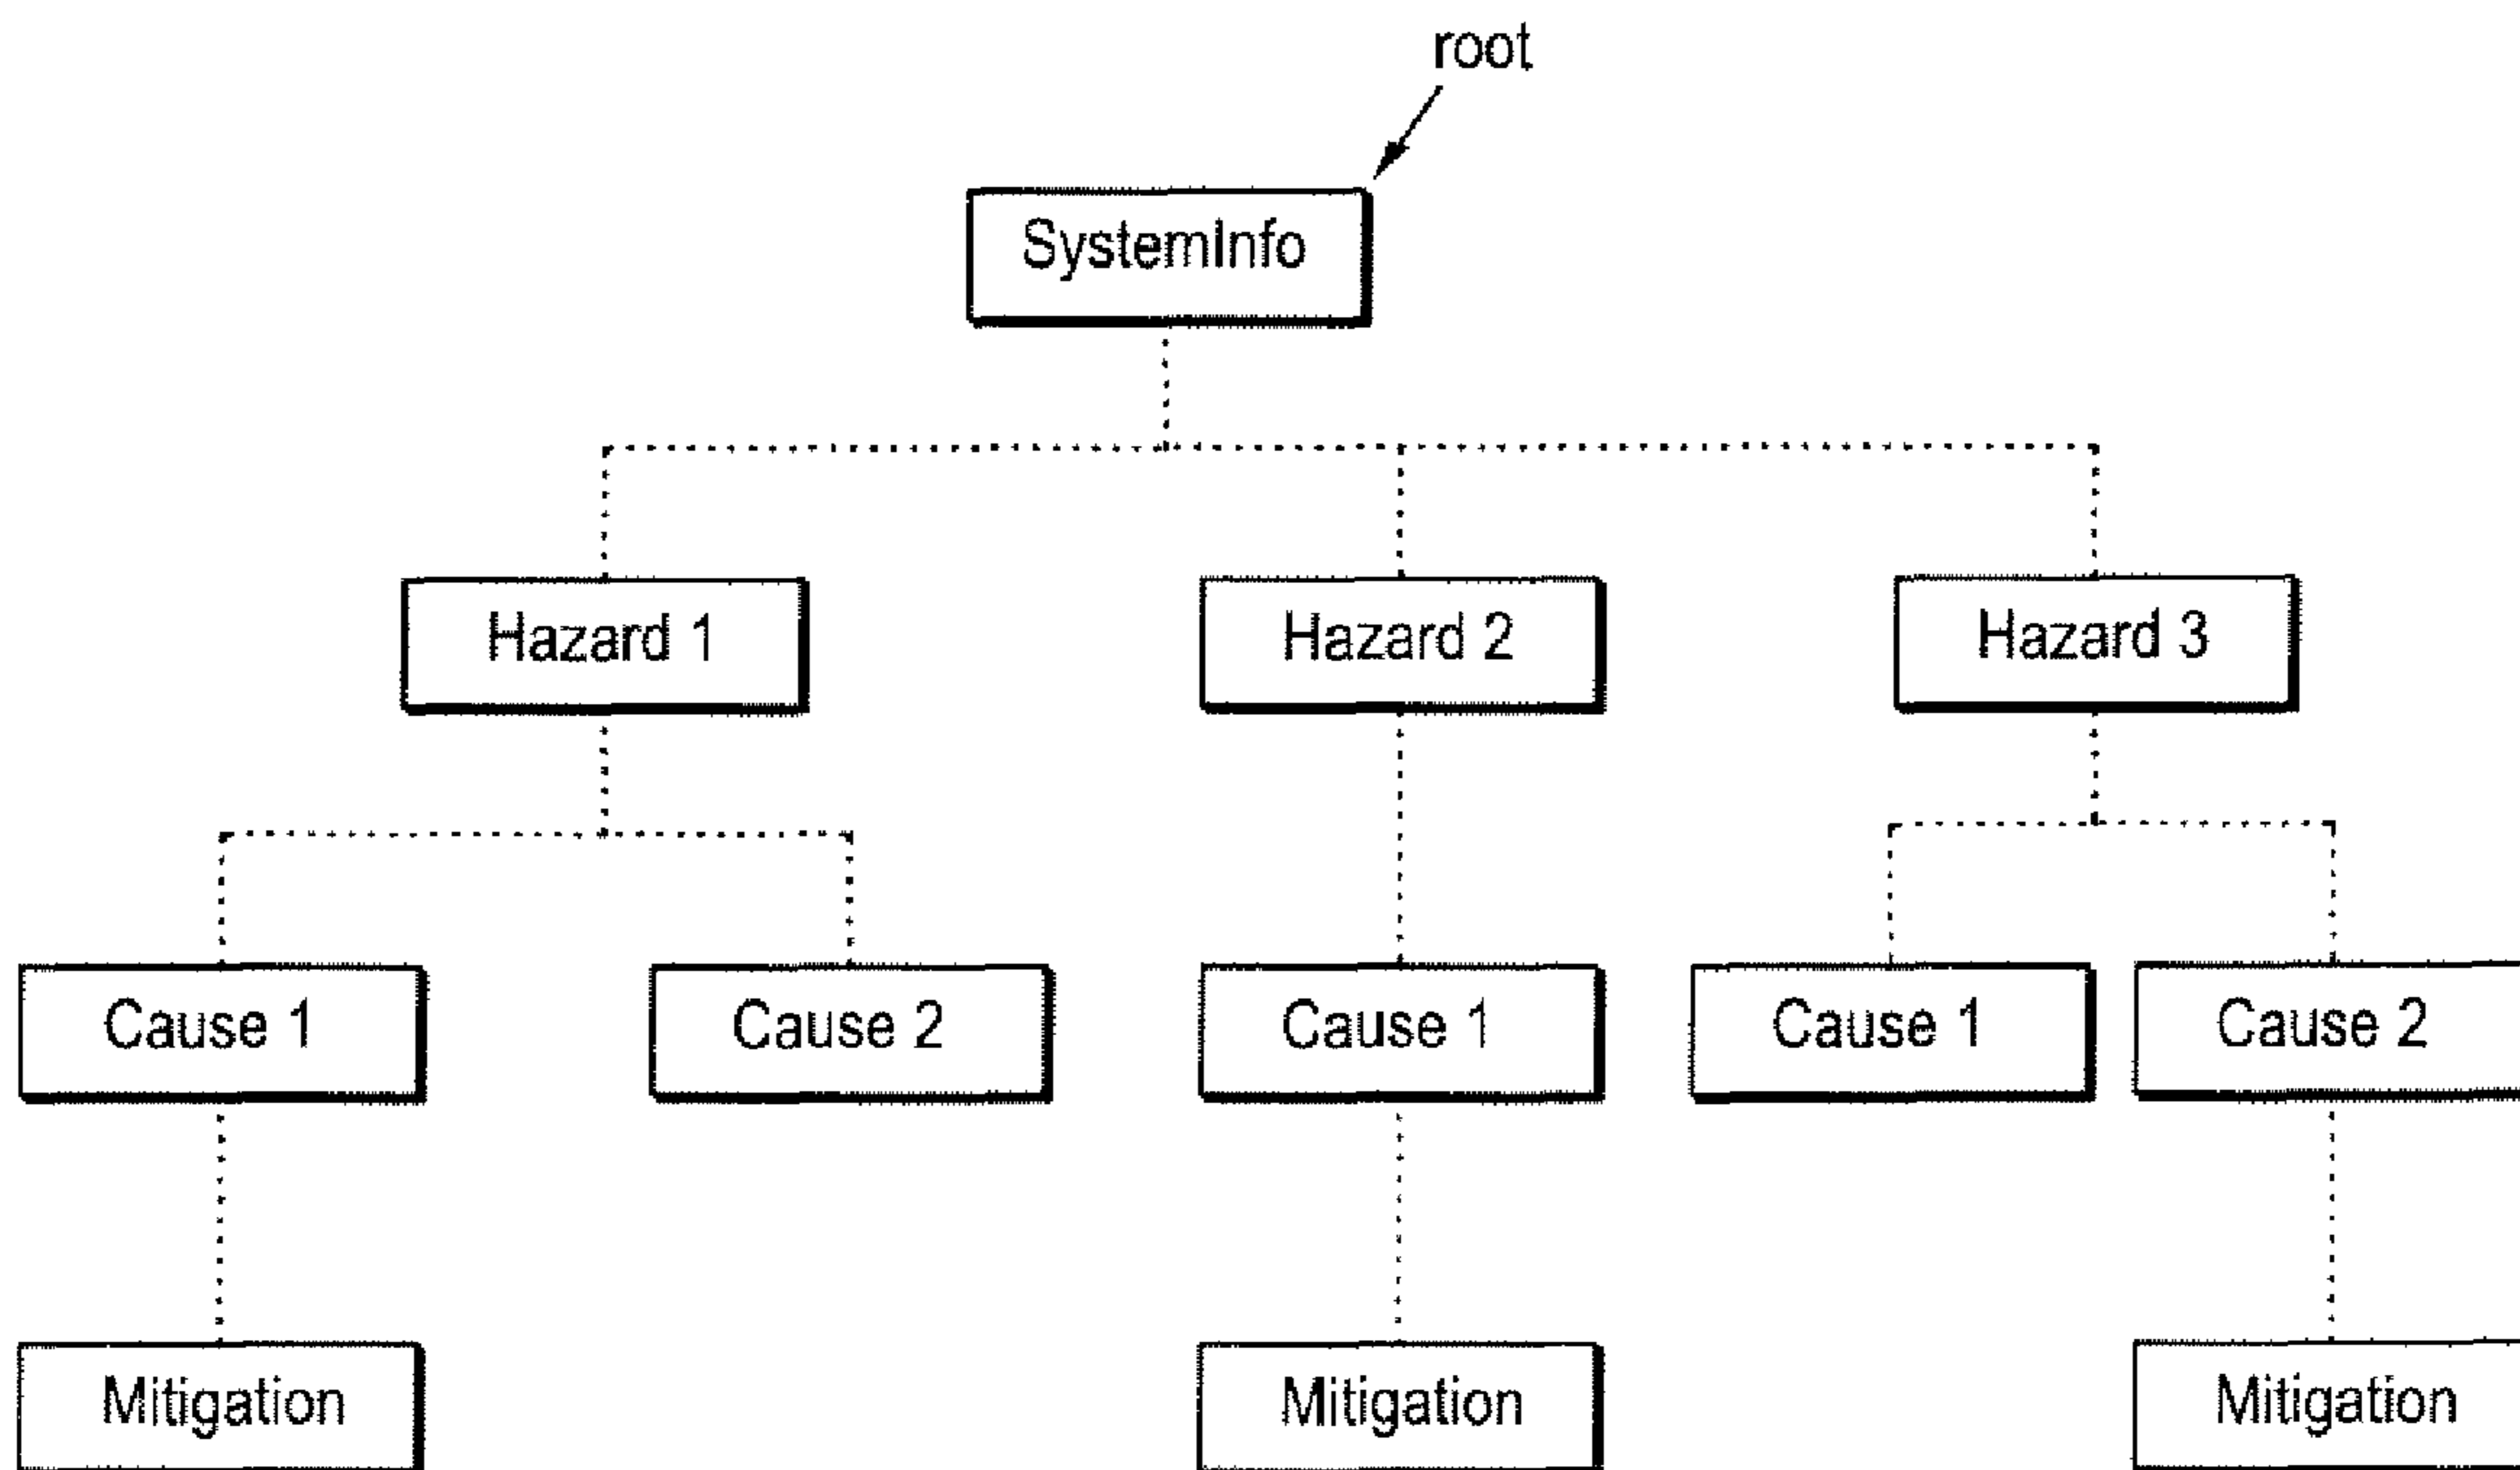 root
SystemInfo
Hazard 1
Hazard 2
Hazard 3
Cause 1
Cause 2
Cause 1
Cause 1
Cause 2
Mitigation
Mitigation
Mitigation